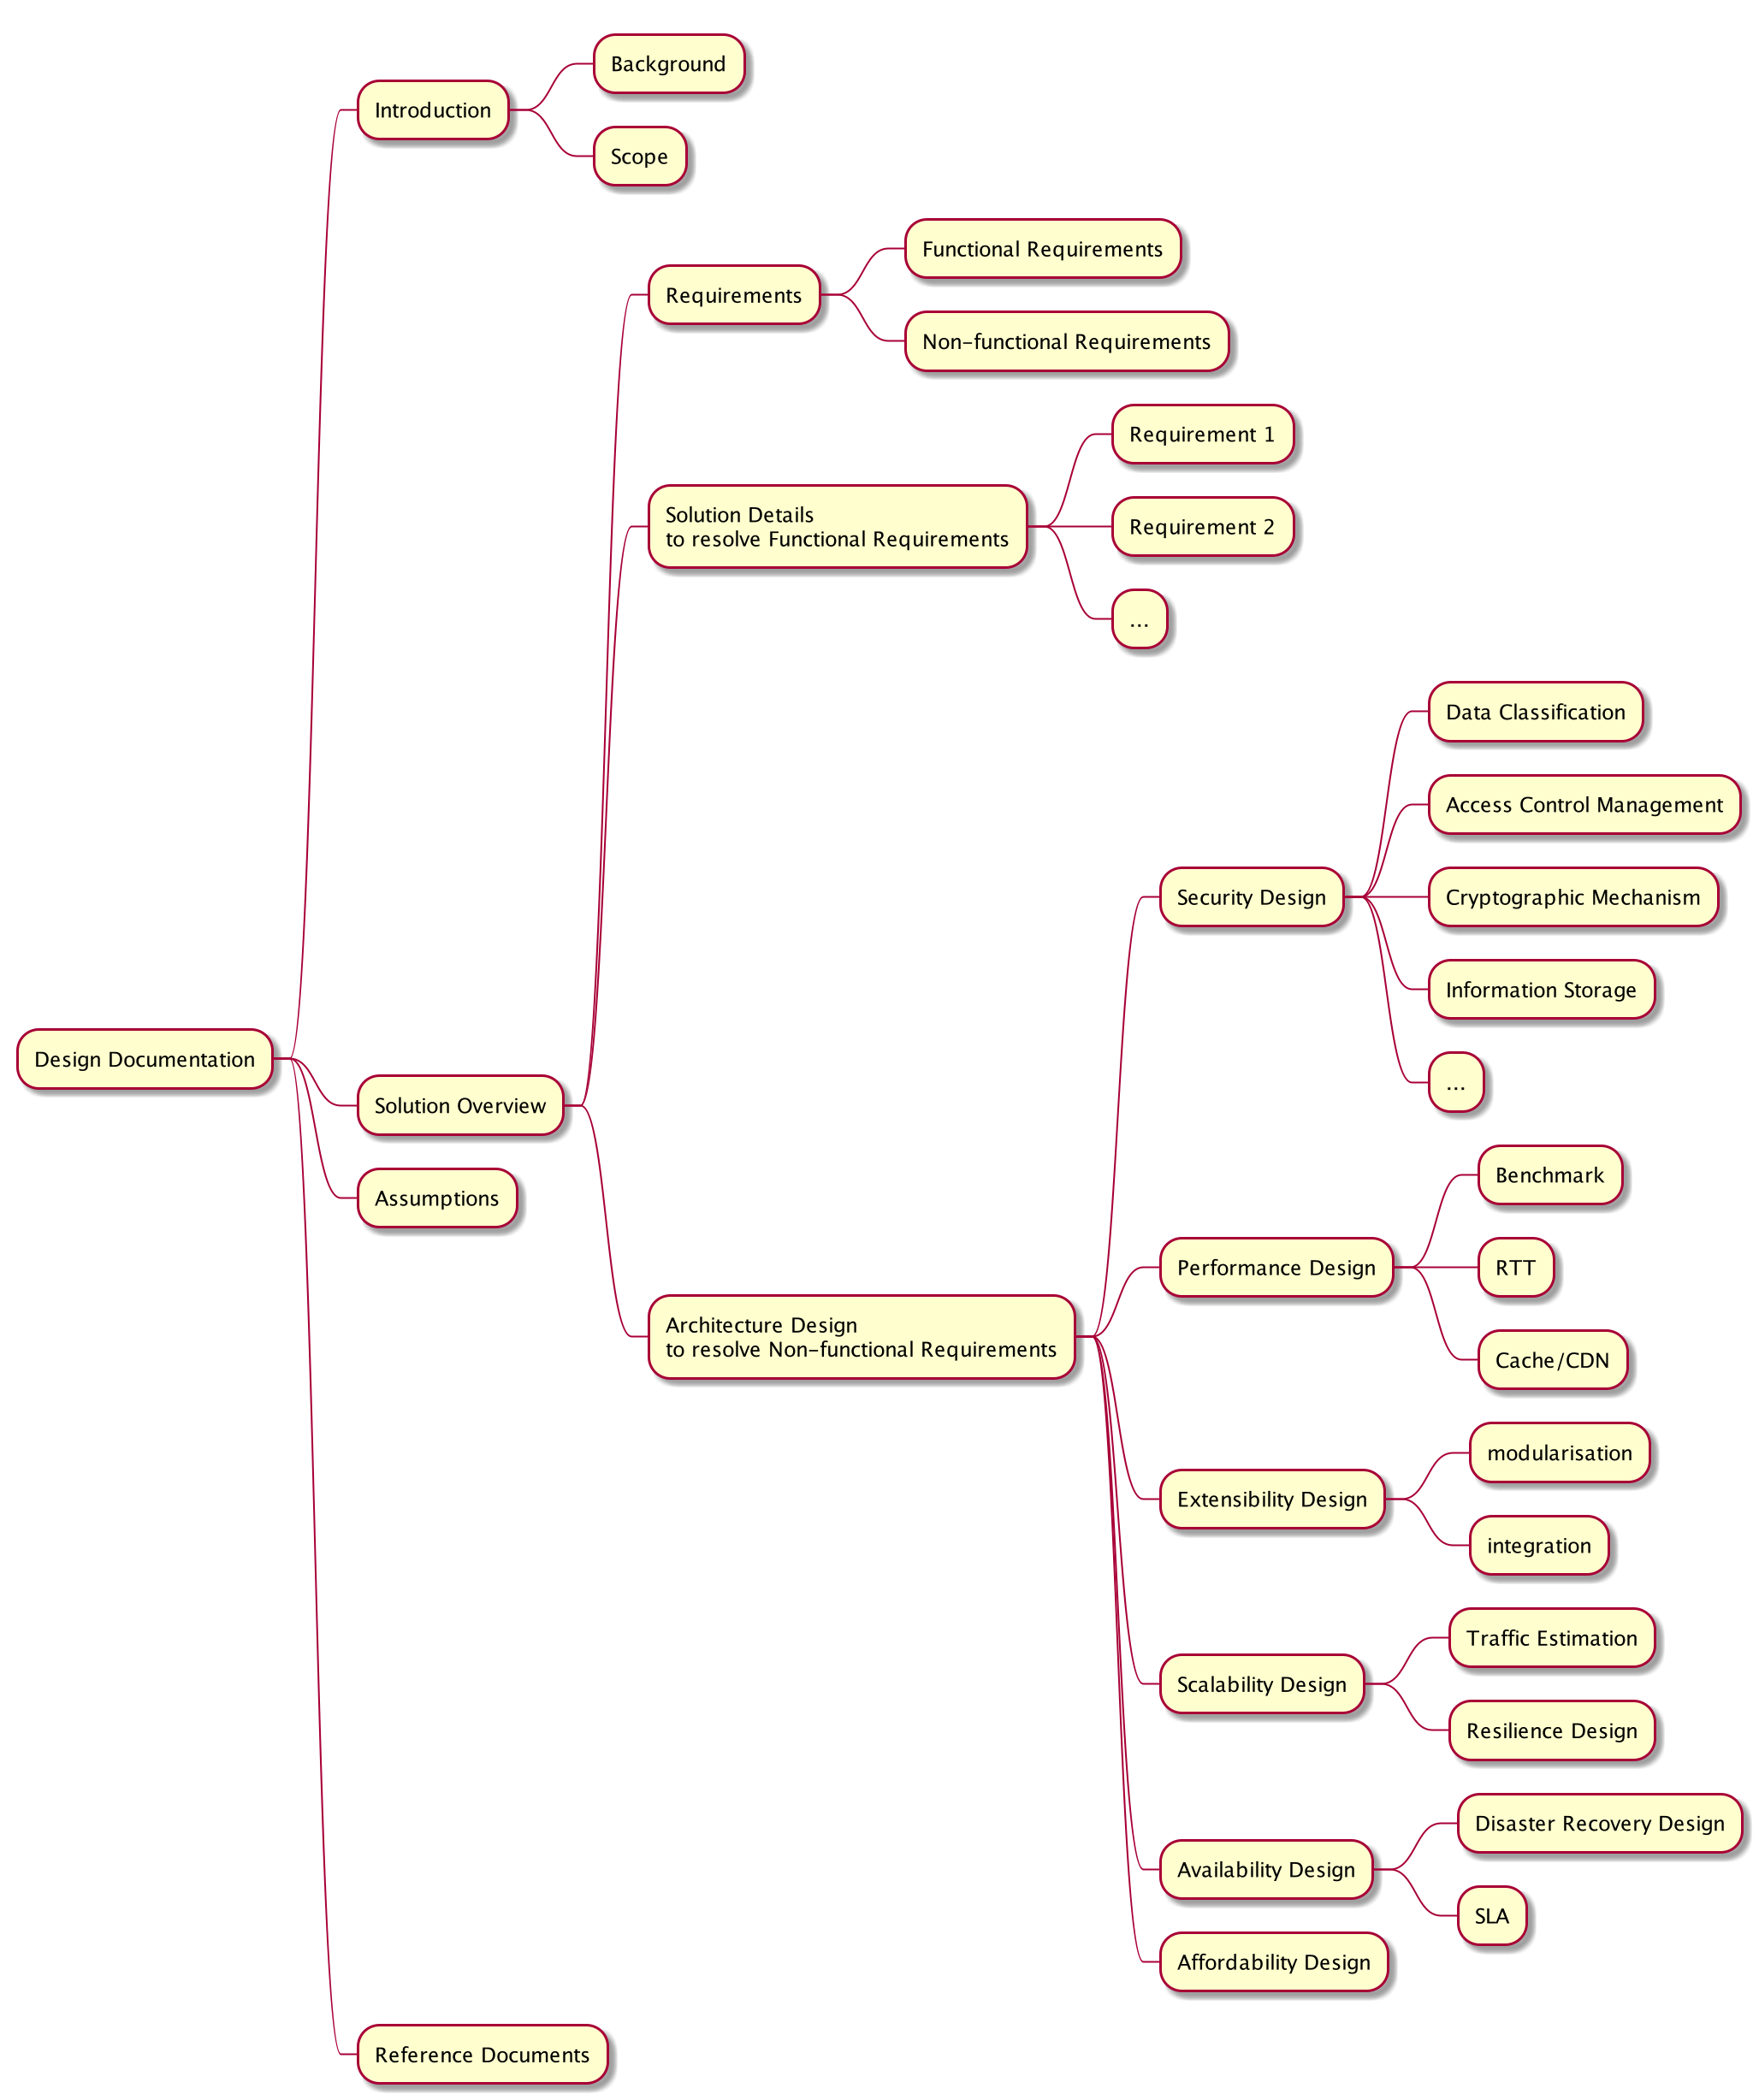 Background
Introduction
Scope
Functional Requirements
Requirements
Non-functional Requirements
Requirement 1
Solution Details
to resolve Functional Requirements
Requirement 2
...
Data Classification
Access Control Management
Security Design
Cryptographic Mechanism
Information Storage
Design Documentation
...
Solution Overview
Benchmark
Assumptions
Performance Design
RTT
Architecture Design
to resolve Non-functional Requirements
Cache/CDN
modularisation
Extensibility Design
integration
Traffic Estimation
Scalability Design
Resilience Design
Disaster Recovery Design
Availability Design
SLA
Affordability Design
Reference Documents